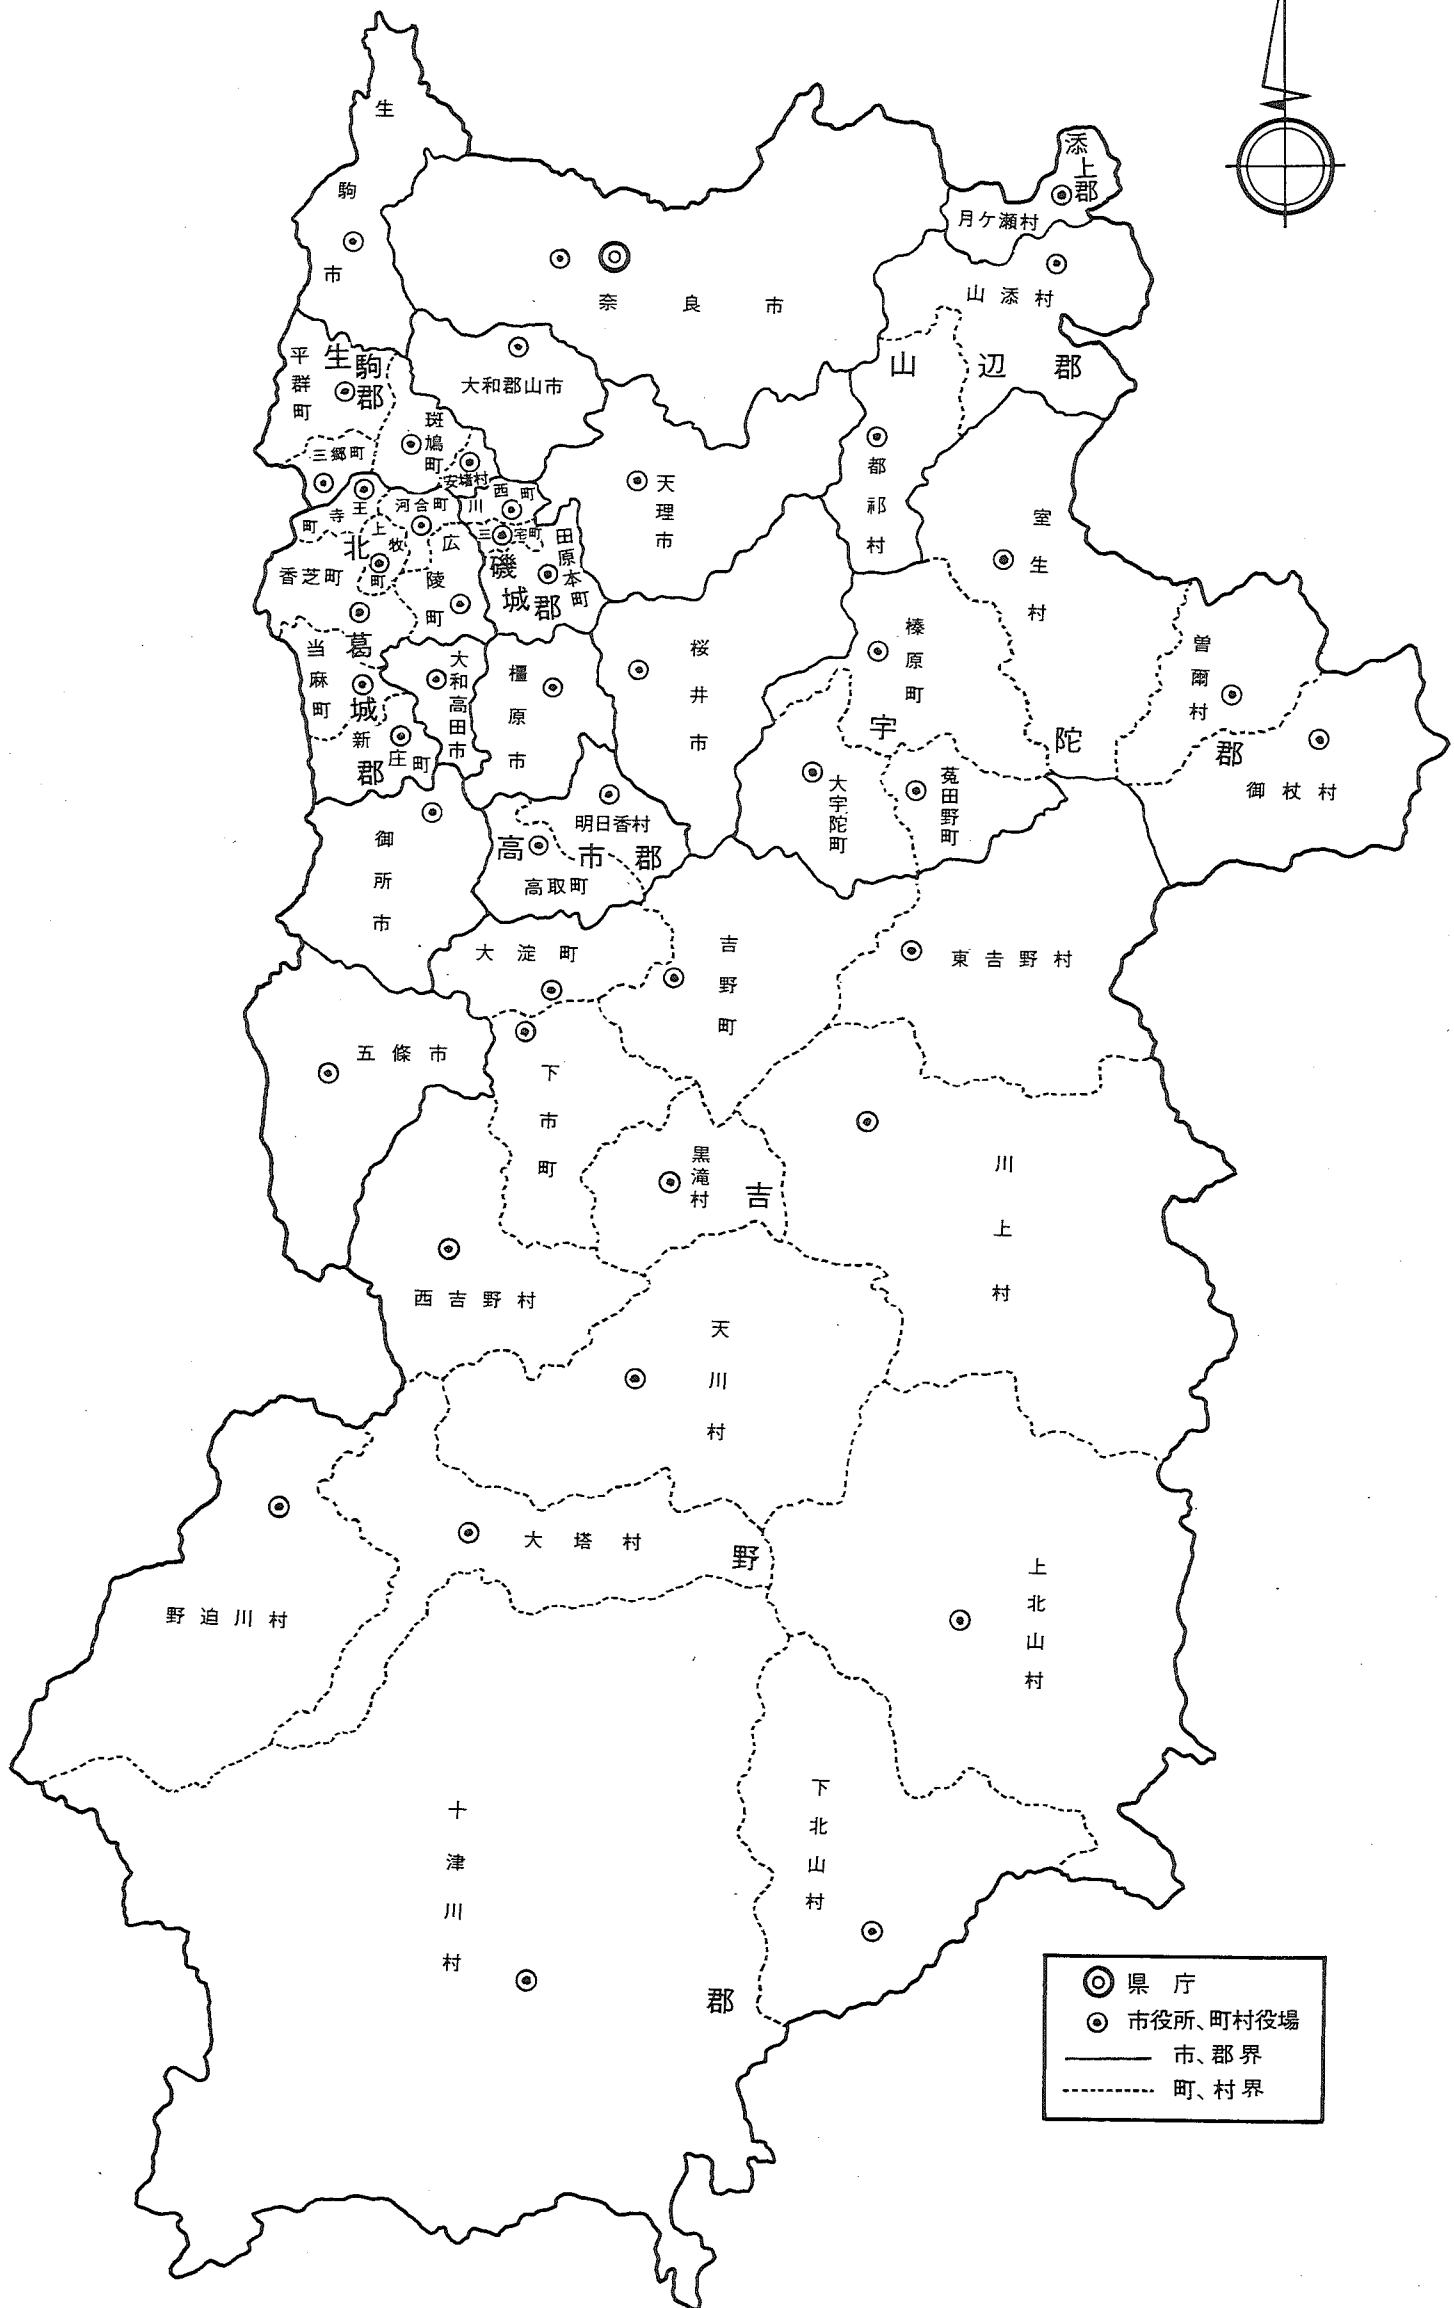 生駒市
奈良市
添上郡
月ケ瀬村
山添村
山辺郡
都祁村
平群町
生駒郡
斑鳩町
三郷町
安堵村
大和郡山市
天理市
王寺町
河合町
川西町
三宅町
田原本町
磯城郡
上牧町
広陵町
香芝町
北葛城郡
当麻町
新庄町
大和高田市
橿原市
桜井市
室生村
榛原町
曽爾村
御杖村
宇陀郡
大宇陀町
菟田野町
御所市
明日香村
高市郡
高取町
大淀町
吉野町
東吉野村
五條市
下市町
黒滝村
川上村
西吉野村
天川村
吉野郡
大塔村
野迫川村
上北山村
下北山村
十津川村
県庁
市役所、町村役場
市、郡界
町、村界